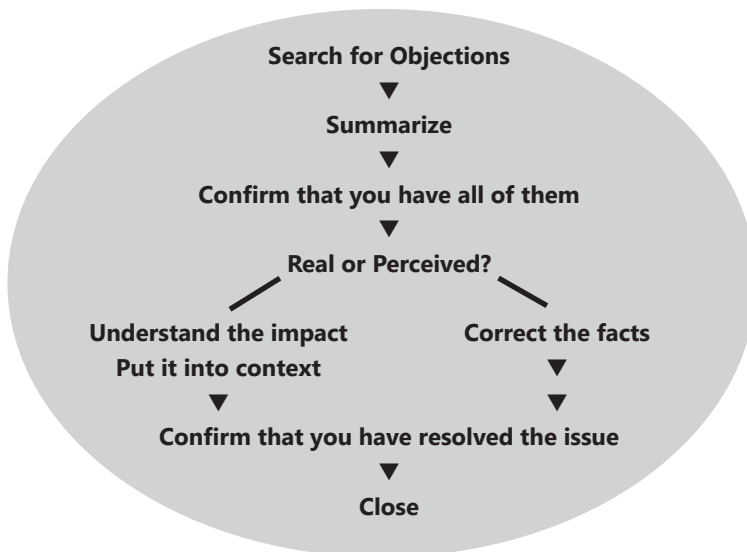 Search for Objections
Summarize
Confirm that you have all of them
Real or Perceived?
Understand the impact
Put it into context
Correct the facts
Confirm that you have resolved the issue
Close